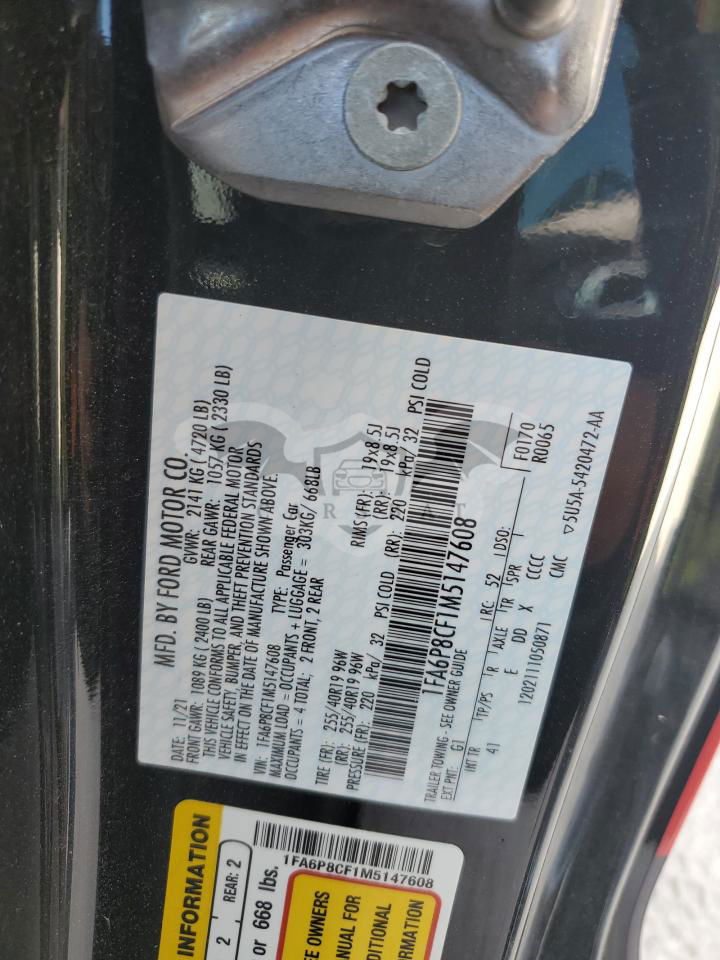 MFD. BY FORD MOTOR CO.
DATE: 11/21 GVWR: 2141 KG ( 4720 LB)
FRONT GAWR: 1089 KG ( 2400 LB) REAR GAWR: 1057 KG ( 2330 LB)
THIS VEHICLE CONFORMS TO ALL APPLICABLE FEDERAL MOTOR
VEHICLE SAFETY, BUMPER, AND THEFT PREVENTION STANDARDS
IN EFFECT ON THE DATE OF MANUFACTURE SHOWN ABOVE.
VIN: 1FA6P8CF1M5147608 TYPE: Passenger Car
MAXIMUM LOAD = OCCUPANTS + LUGGAGE = 303KG/ 668LB
OCCUPANTS = 4 TOTAL; 2 FRONT, 2 REAR
TIRE (FR): 255/40R19 96W RIMS (FR): 19x8.5J
(RR): 255/40R19 96W (RR): 19x8.5J
PRESSURE (FR): 220 kPa/ 32 PSI COLD (RR): 220 kPa/ 32 PSI COLD
1FA6P8CF1M5147608
TRAILER TOWING - SEE OWNER GUIDE
EXT PNT: G1 RC: 52 DSO: F0170
R0065
INT TR TP/PS R AXLE TR SPR
41 E DD X CCCC
1202111050871 CMC ▽5U5A-5420472-AA
INFORMATION
2 REAR: 2
or 668 lbs.
1FA6P8CF1M5147608
EE OWNERS
ANUAL FOR
DITIONAL
ORMATION